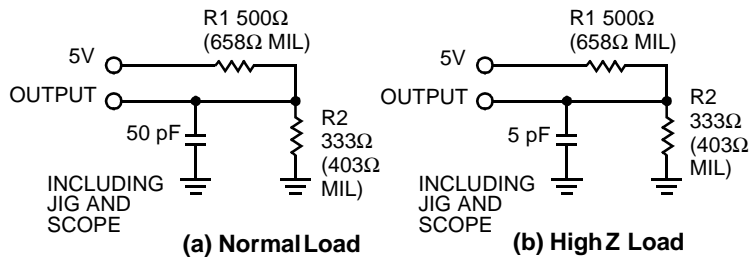 R1 500Ω
(658Ω MIL)
5V
OUTPUT
50 pF
R2
333Ω
(403Ω
MIL)
INCLUDING
JIG AND
SCOPE
(a) Normal Load
R1 500Ω
(658Ω MIL)
5V
OUTPUT
5 pF
R2
333Ω
(403Ω
MIL)
INCLUDING
JIG AND
SCOPE
(b) High Z Load